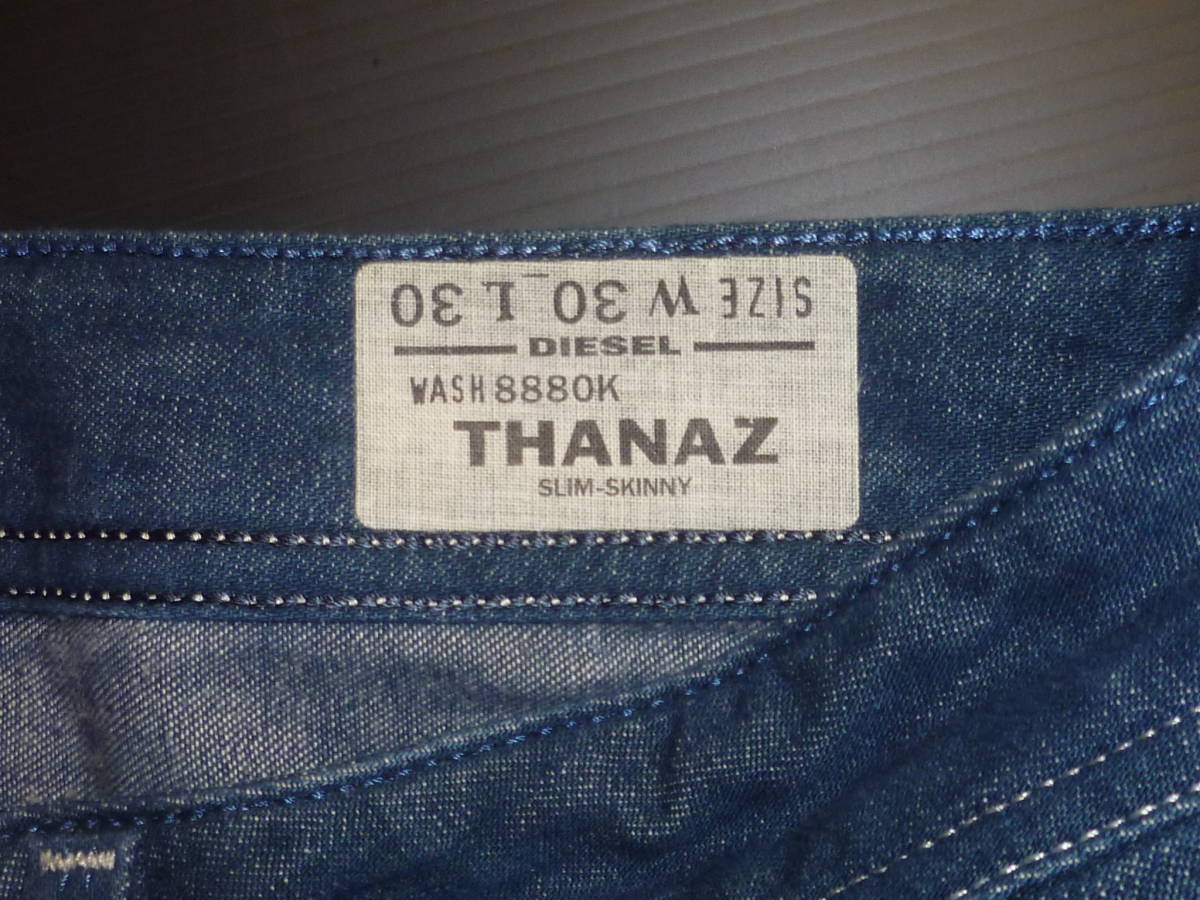 SIZE W 30 L 30
DIESEL
WASH 8880K
THANAZ
SLIM-SKINNY